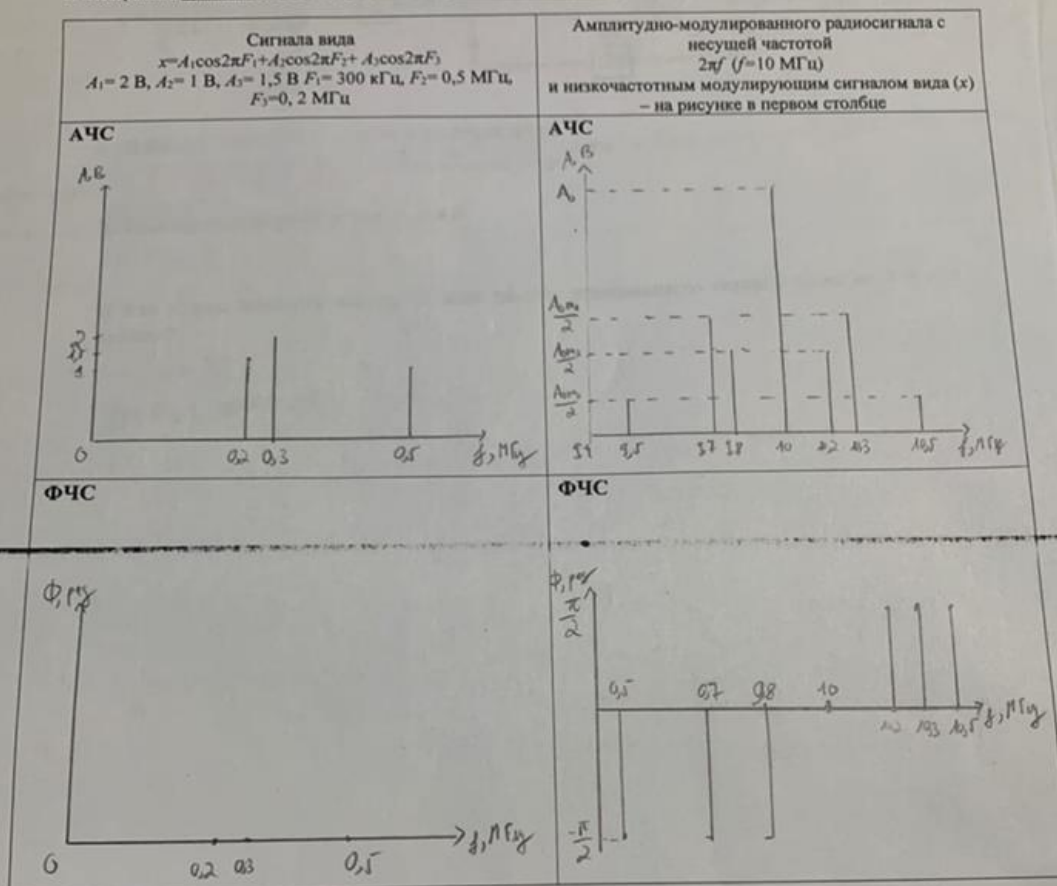 Сигнала вида
x=A₁cos2πF₁+A₂cos2πF₂+ A₃cos2πF₃
A₁= 2 В, A₂= 1 В, A₃= 1,5 В F₁= 300 кГц, F₂= 0,5 МГц,
F₃=0, 2 МГц
Амплитудно-модулированного радиосигнала с
несущей частотой
2πf (f=10 МГц)
и низкочастотным модулирующим сигналом вида (x)
– на рисунке в первом столбце
АЧС
A,В
2
1
0
0,2 0,3 0,5 f, МГц
АЧС
A, В
A₀
9,5 9,7 9,8 10 10,3 10,5 f, МГц
ФЧС
Ф, рад
0
0,2 0,3 0,5 f, МГц
ФЧС
Ф, рад
π/2
0,5 0,7 9,8 10
10,3 10,5 f, МГц
-π/2